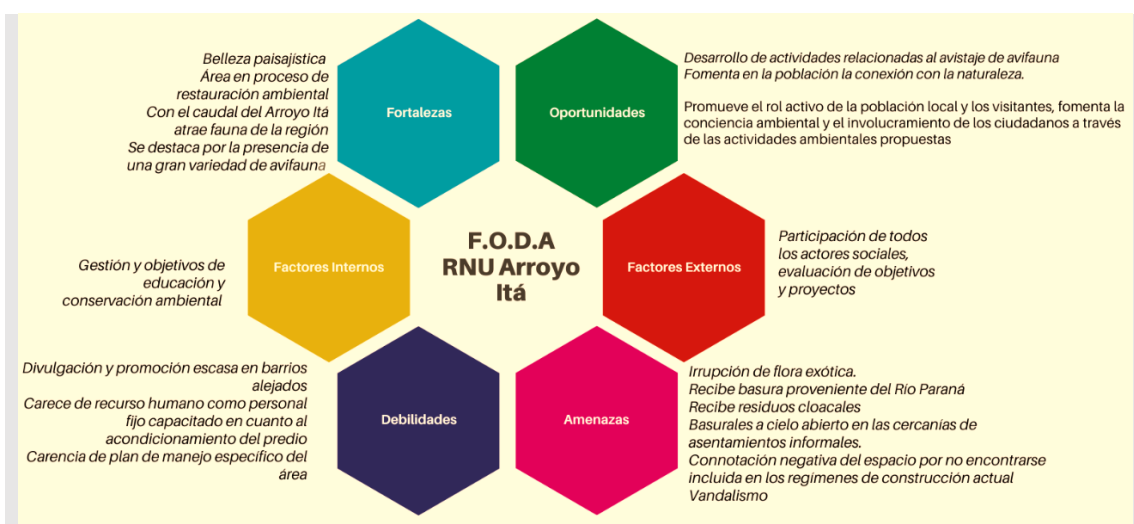 Belleza paisajística
Área en proceso de
restauración ambiental
Con el caudal del Arroyo Itá
atrae fauna de la región
Se destaca por la presencia de
una gran variedad de avifauna
Fortalezas
Oportunidades
Desarrollo de actividades relacionadas al avistaje de avifauna
Fomenta en la población la conexión con la naturaleza.
Promueve el rol activo de la población local y los visitantes, fomenta la
conciencia ambiental y el involucramiento de los ciudadanos a través
de las actividades ambientales propuestas
Gestión y objetivos de
educación y
conservación ambiental
Factores Internos
F.O.D.A
RNU Arroyo
Itá
Factores Externos
Participación de todos
los actores sociales,
evaluación de objetivos
y proyectos
Divulgación y promoción escasa en barrios
alejados
Carece de recurso humano como personal
fijo capacitado en cuanto al
acondicionamiento del predio
Carencia de plan de manejo específico del
área
Debilidades
Amenazas
Irrupción de flora exótica.
Recibe basura proveniente del Río Paraná
Recibe residuos cloacales
Basurales a cielo abierto en las cercanías de
asentamientos informales.
Connotación negativa del espacio por no encontrarse
incluida en los regímenes de construcción actual
Vandalismo